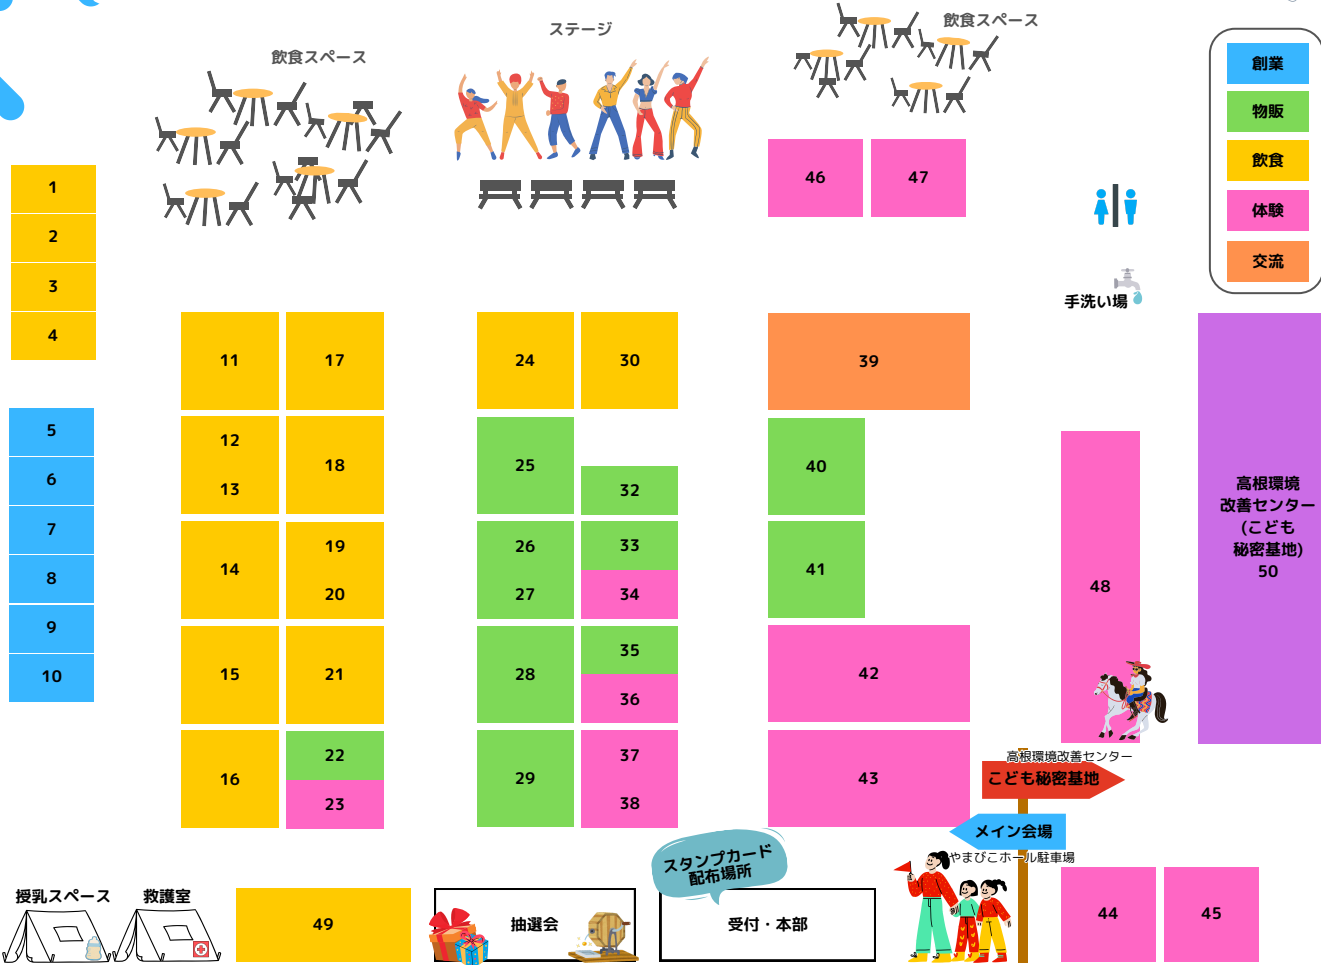 ステージ
飲食スペース
飲食スペース
創業
物販
飲食
体験
交流
手洗い場
1
2
3
4
5
6
7
8
9
10
11
12
13
14
15
16
17
18
19
20
21
22
23
24
25
26
27
28
29
30
32
33
34
35
36
37
38
46
47
39
40
41
42
43
48
高根環境
改善センター
(こども
秘密基地)
50
高根環境改善センター
こども秘密基地
メイン会場
やまびこホール駐車場
授乳スペース
救護室
49
抽選会
スタンプカード
配布場所
受付・本部
44
45